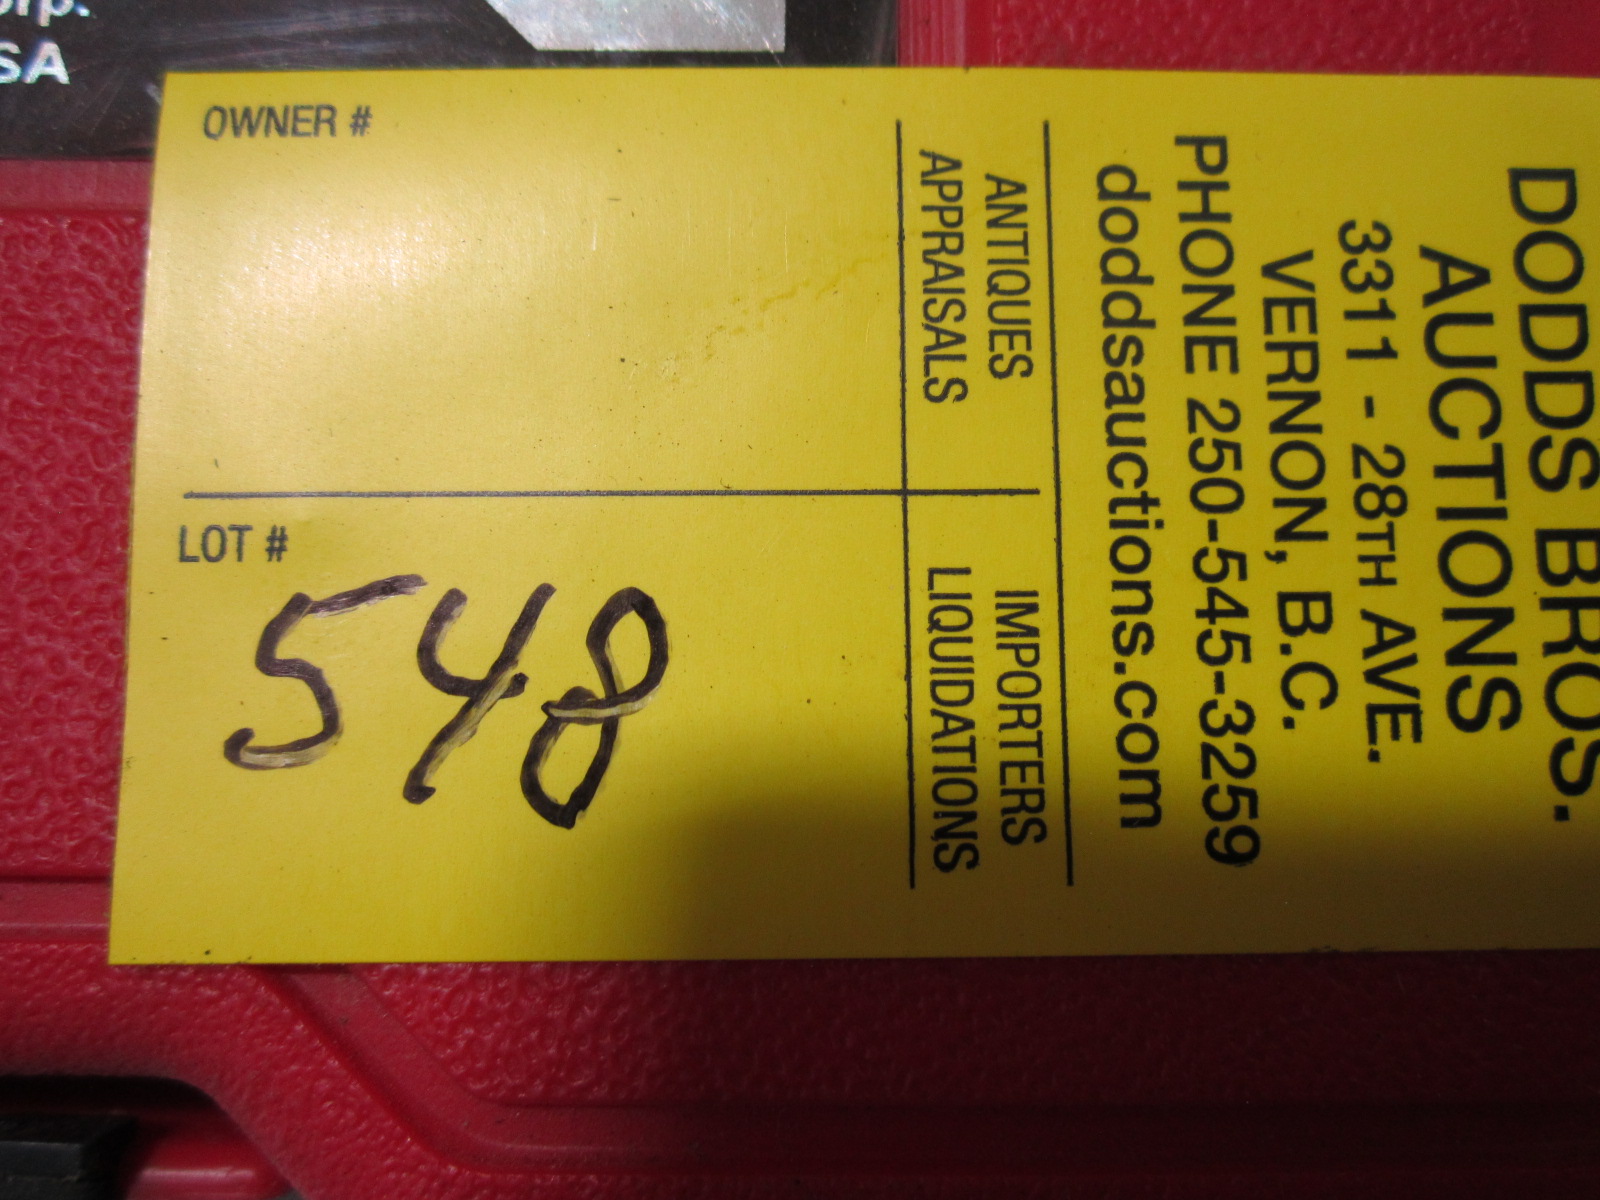 SA
OWNER #
LOT #
548
DODDS BROS.
AUCTIONS
3311 - 28TH AVE.
VERNON, B.C.
PHONE 250-545-3259
doddsauctions.com
ANTIQUES IMPORTERS
APPRAISALS LIQUIDATIONS